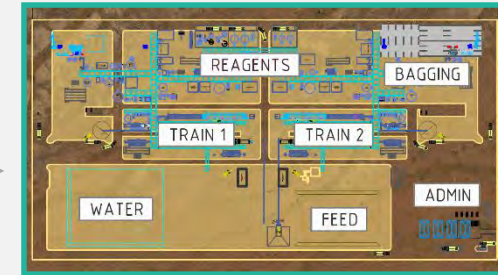 REAGENTS
BAGGING
TRAIN 1
TRAIN 2
WATER
FEED
ADMIN